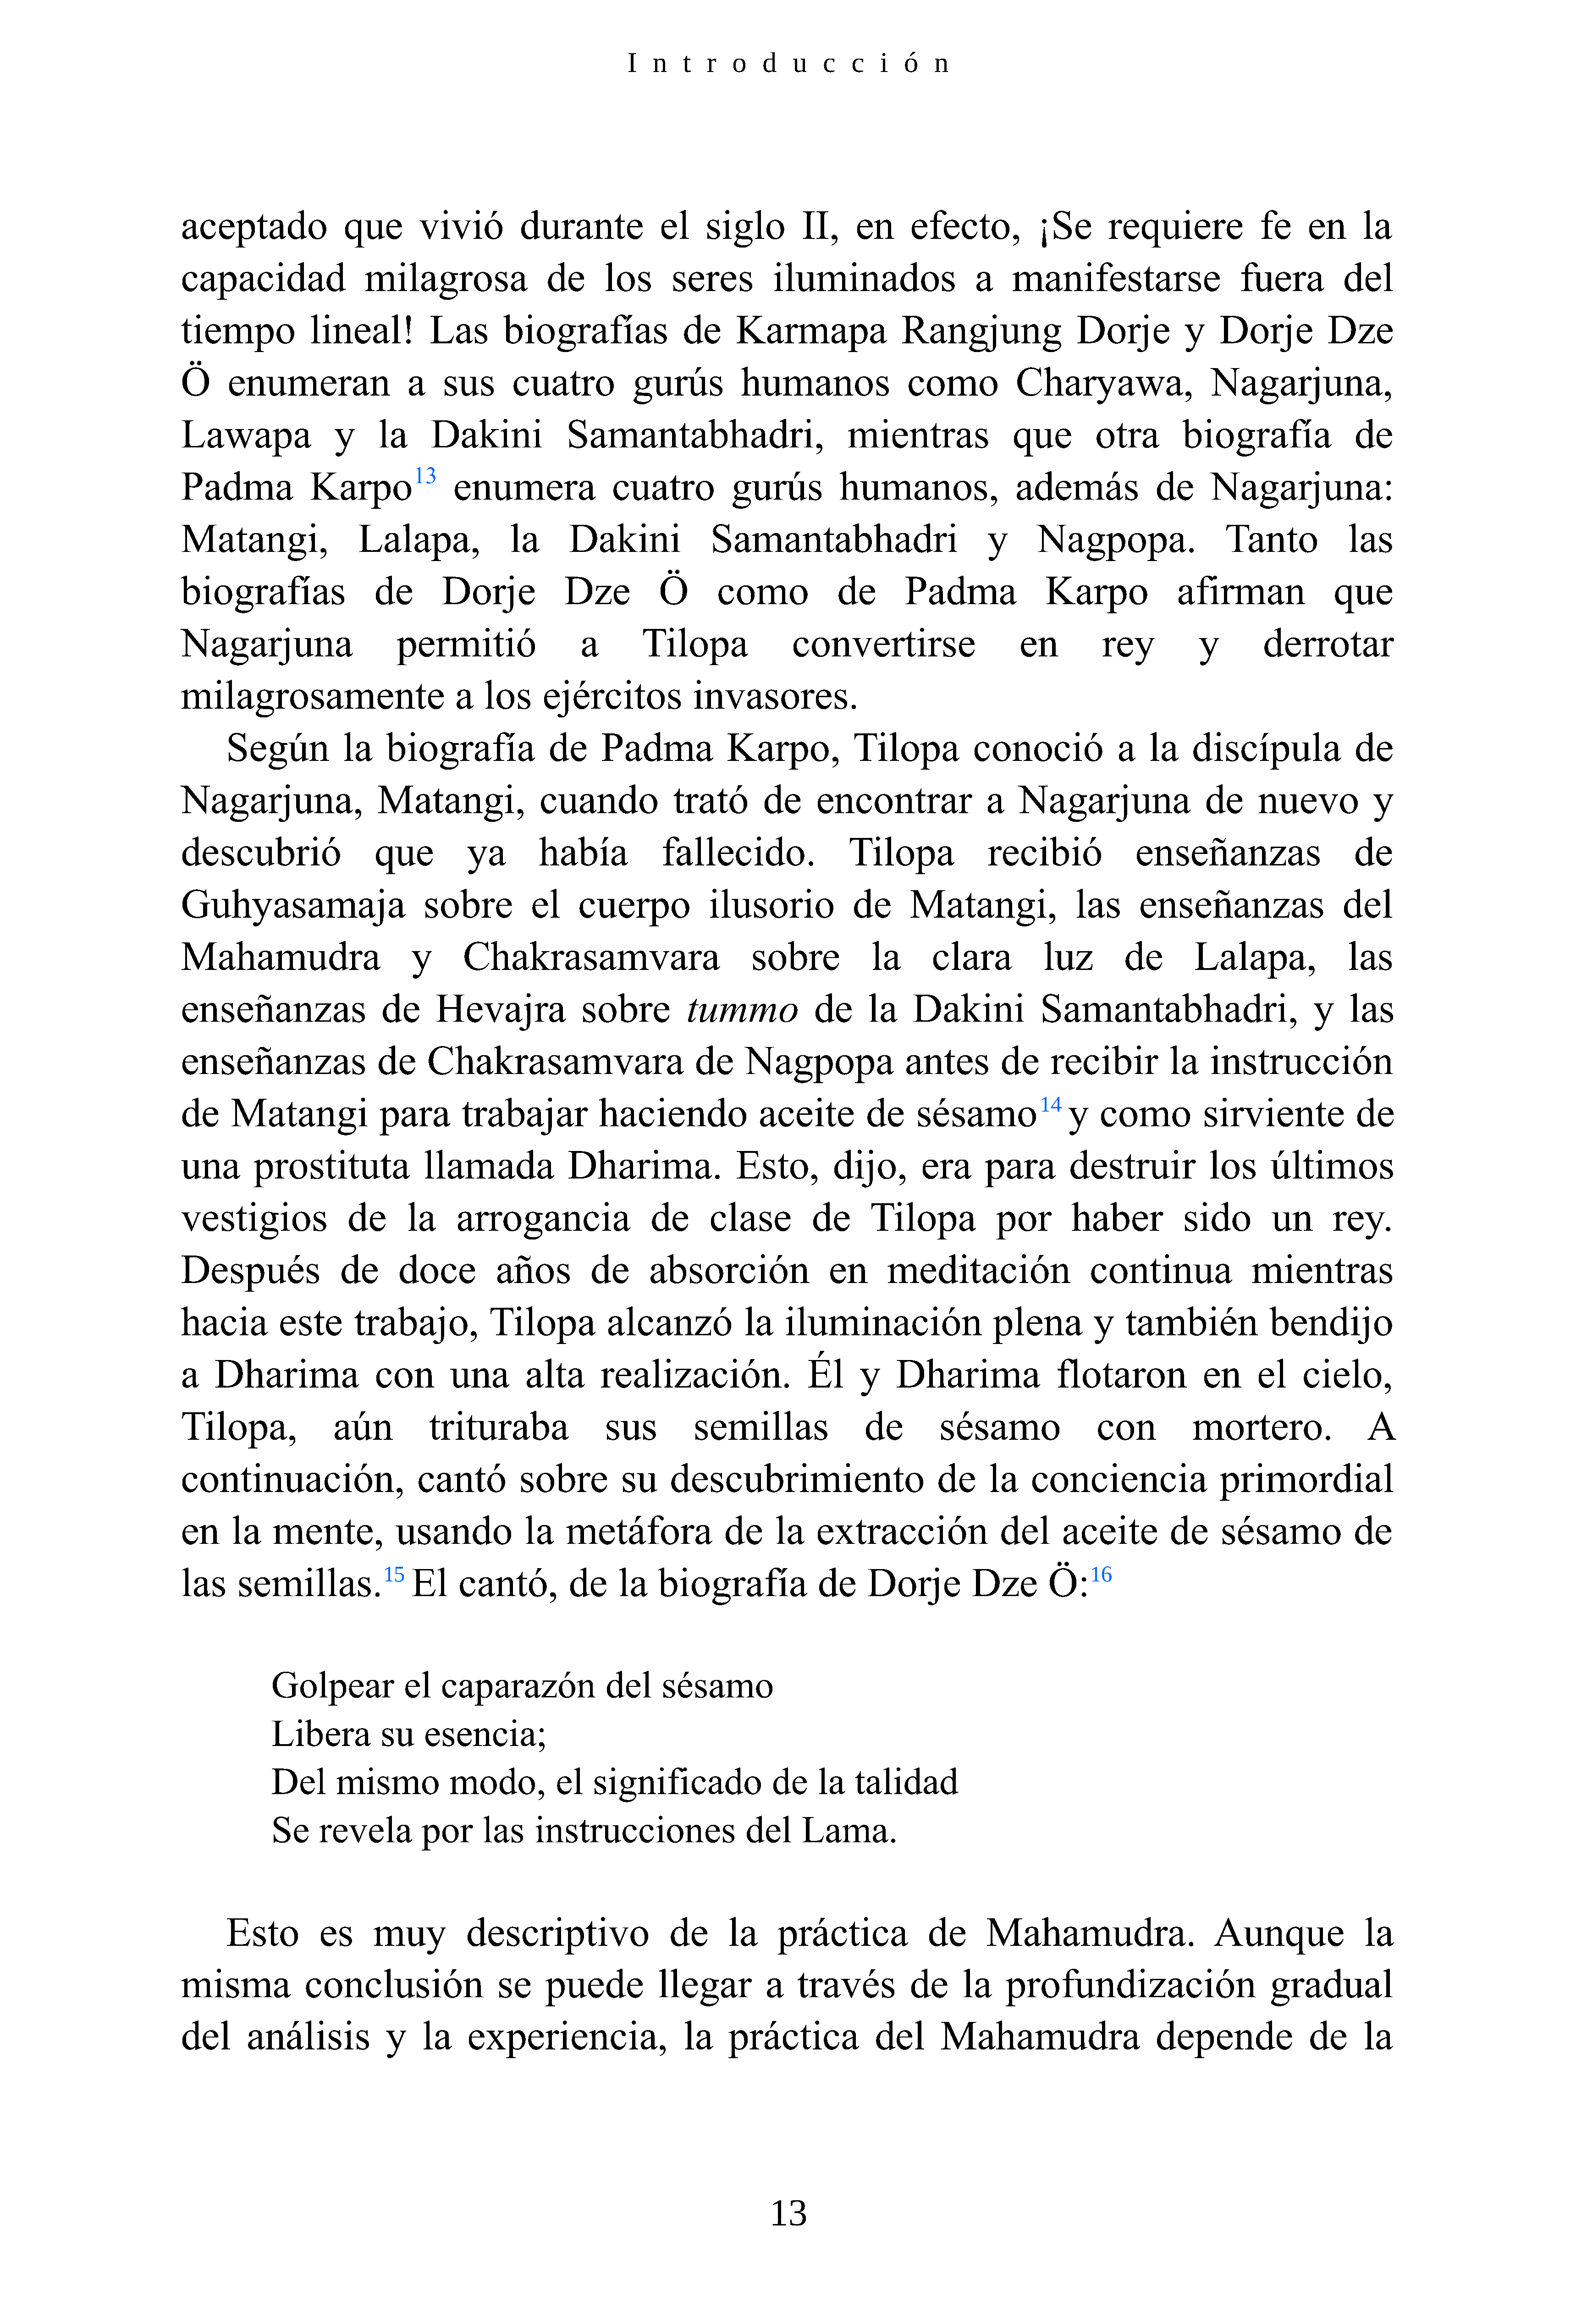 Introducción
aceptado que vivió durante el siglo II, en efecto, ¡Se requiere fe en la
capacidad milagrosa de los seres iluminados a manifestarse fuera del
tiempo lineal! Las biografías de Karmapa Rangjung Dorje y Dorje Dze
Ö enumeran a sus cuatro gurús humanos como Charyawa, Nagarjuna,
Lawapa y la Dakini Samantabhadri, mientras que otra biografía de
Padma Karpo13 enumera cuatro gurús humanos, además de Nagarjuna:
Matangi, Lalapa, la Dakini Samantabhadri y Nagpopa. Tanto las
biografías de Dorje Dze Ö como de Padma Karpo afirman que
Nagarjuna permitió a Tilopa convertirse en rey y derrotar
milagrosamente a los ejércitos invasores.
Según la biografía de Padma Karpo, Tilopa conoció a la discípula de
Nagarjuna, Matangi, cuando trató de encontrar a Nagarjuna de nuevo y
descubrió que ya había fallecido. Tilopa recibió enseñanzas de
Guhyasamaja sobre el cuerpo ilusorio de Matangi, las enseñanzas del
Mahamudra y Chakrasamvara sobre la clara luz de Lalapa, las
enseñanzas de Hevajra sobre tummo de la Dakini Samantabhadri, y las
enseñanzas de Chakrasamvara de Nagpopa antes de recibir la instrucción
de Matangi para trabajar haciendo aceite de sésamo14 y como sirviente de
una prostituta llamada Dharima. Esto, dijo, era para destruir los últimos
vestigios de la arrogancia de clase de Tilopa por haber sido un rey.
Después de doce años de absorción en meditación continua mientras
hacia este trabajo, Tilopa alcanzó la iluminación plena y también bendijo
a Dharima con una alta realización. Él y Dharima flotaron en el cielo,
Tilopa, aún trituraba sus semillas de sésamo con mortero. A
continuación, cantó sobre su descubrimiento de la conciencia primordial
en la mente, usando la metáfora de la extracción del aceite de sésamo de
las semillas.15 El cantó, de la biografía de Dorje Dze Ö:16
Golpear el caparazón del sésamo
Libera su esencia;
Del mismo modo, el significado de la talidad
Se revela por las instrucciones del Lama.
Esto es muy descriptivo de la práctica de Mahamudra. Aunque la
misma conclusión se puede llegar a través de la profundización gradual
del análisis y la experiencia, la práctica del Mahamudra depende de la
13